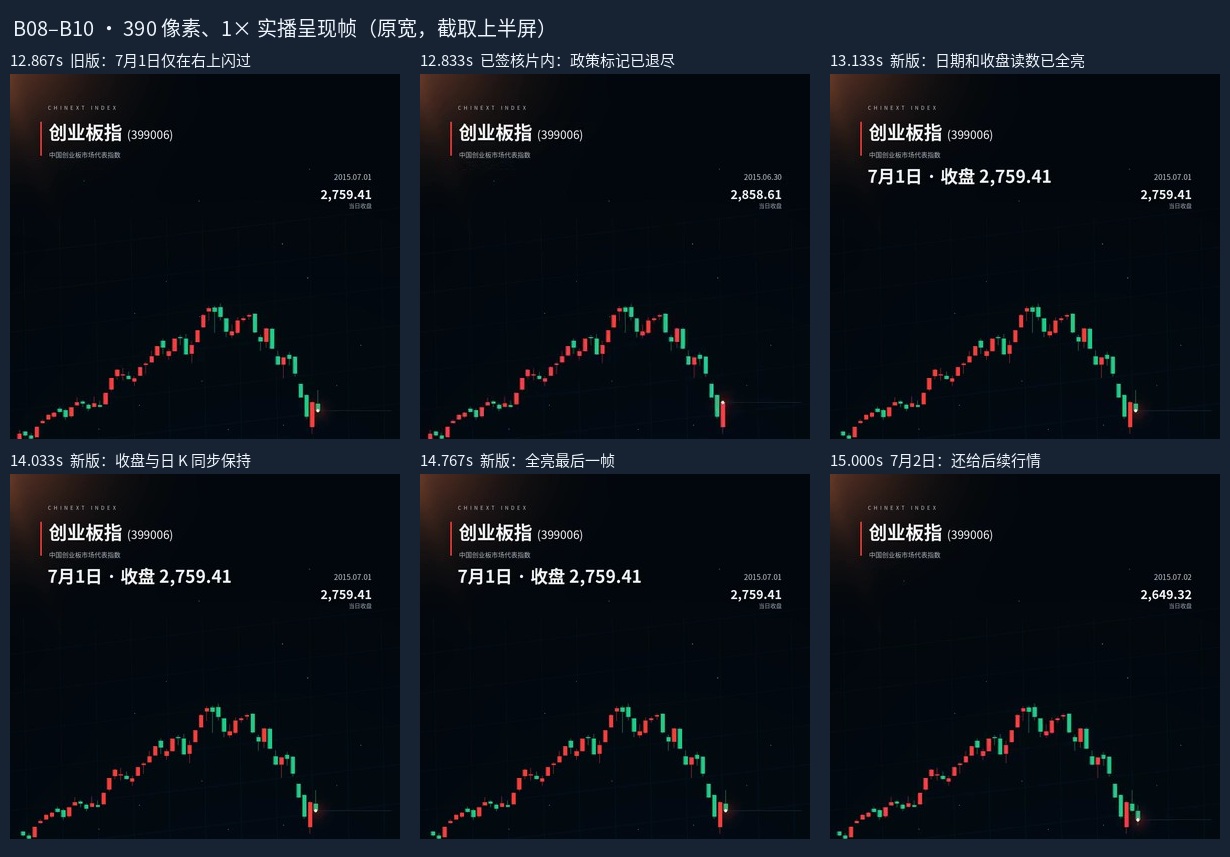 B08–B10 · 390 像素、1× 实播呈现帧（原宽，截取上半屏）
12.867s 旧版：7月1日仅在右上闪过
CHINEXT INDEX
创业板指 (399006)
中国创业板市场代表指数
2015.07.01
2,759.41
当日收盘
12.833s 已签核片内：政策标记已退尽
CHINEXT INDEX
创业板指 (399006)
中国创业板市场代表指数
2015.06.30
2,858.61
当日收盘
13.133s 新版：日期和收盘读数已全亮
CHINEXT INDEX
创业板指 (399006)
中国创业板市场代表指数
7月1日 · 收盘 2,759.41
2015.07.01
2,759.41
当日收盘
14.033s 新版：收盘与日 K 同步保持
CHINEXT INDEX
创业板指 (399006)
中国创业板市场代表指数
7月1日 · 收盘 2,759.41
2015.07.01
2,759.41
当日收盘
14.767s 新版：全亮最后一帧
CHINEXT INDEX
创业板指 (399006)
中国创业板市场代表指数
7月1日 · 收盘 2,759.41
2015.07.01
2,759.41
当日收盘
15.000s 7月2日：还给后续行情
CHINEXT INDEX
创业板指 (399006)
中国创业板市场代表指数
2015.07.02
2,649.32
当日收盘